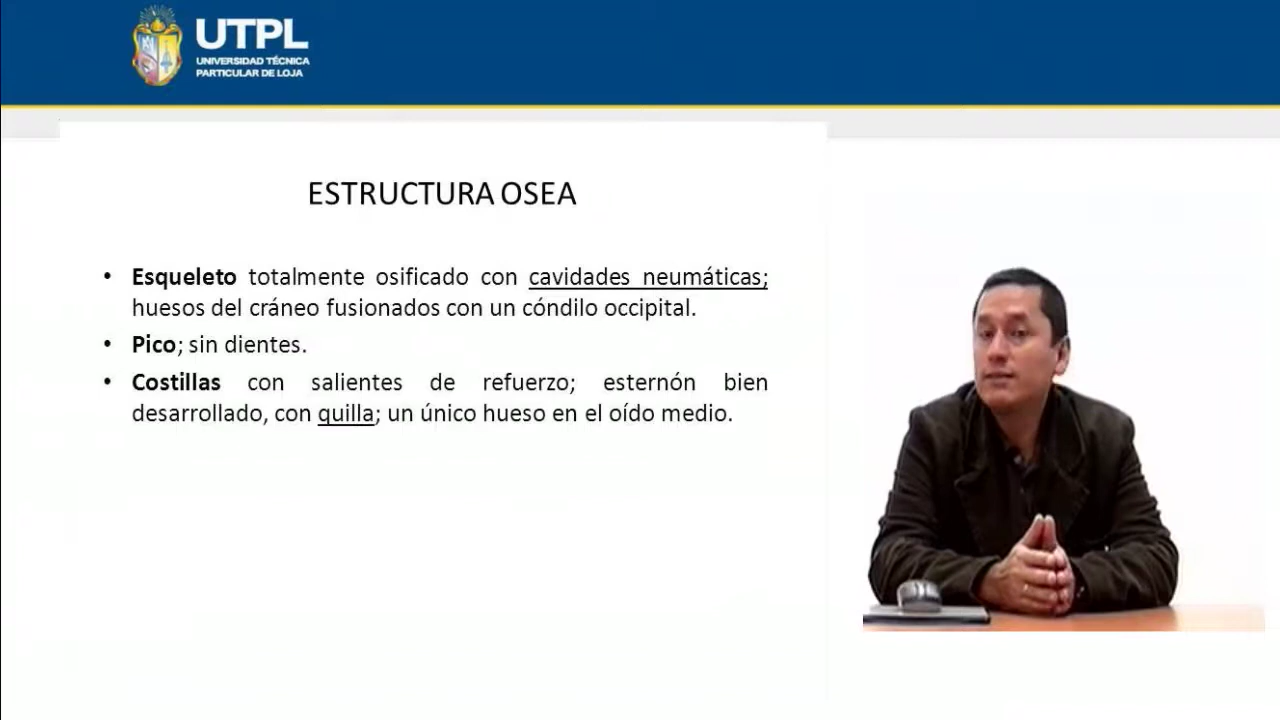 UTPL
UNIVERSIDAD TÉCNICA
PARTICULAR DE LOJA
ESTRUCTURA OSEA
• Esqueleto totalmente osificado con cavidades neumáticas;
huesos del cráneo fusionados con un cóndilo occipital.
• Pico; sin dientes.
• Costillas con salientes de refuerzo; esternón bien
desarrollado, con quilla; un único hueso en el oído medio.